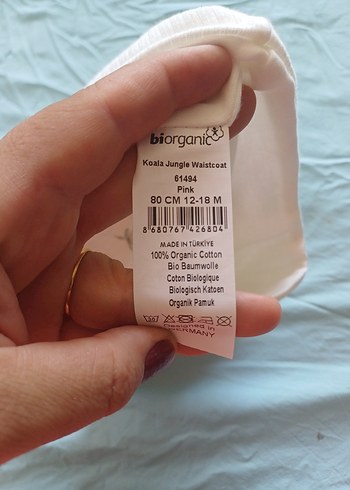 biorganic
Koala Jungle Waistcoat
61494
Pink
80 CM 12-18 M
8 680767 426804
MADE IN TÜRKİYE
100% Organic Cotton
Bio Baumwolle
Coton Biologique
Biologisch Katoen
Organik Pamuk
Designed in
GERMANY